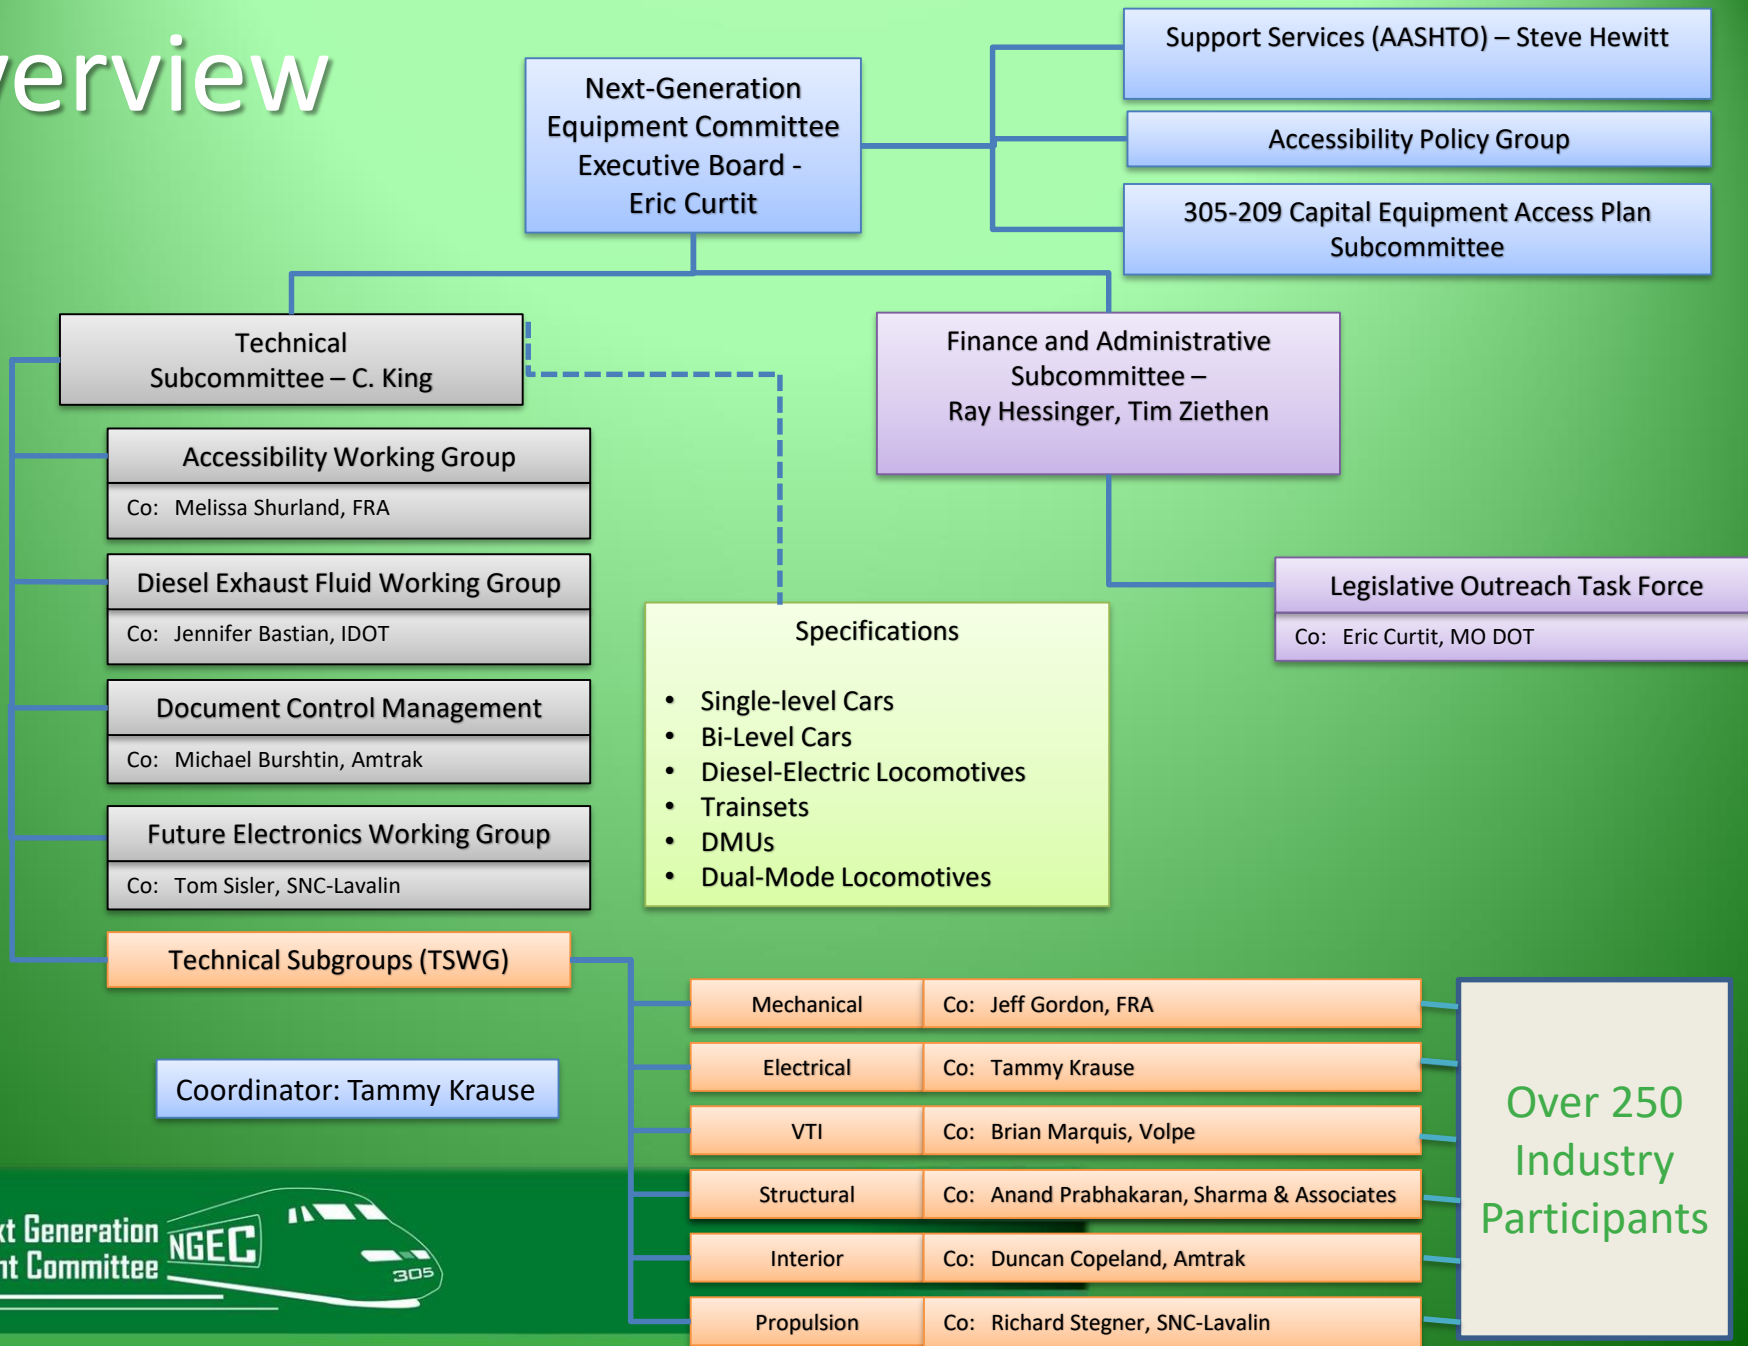 verview
Next-Generation
Equipment Committee
Executive Board -
Eric Curtit
Support Services (AASHTO) – Steve Hewitt
Accessibility Policy Group
305-209 Capital Equipment Access Plan
Subcommittee
Technical
Subcommittee – C. King
Finance and Administrative
Subcommittee –
Ray Hessinger, Tim Ziethen
Accessibility Working Group
Co: Melissa Shurland, FRA
Diesel Exhaust Fluid Working Group
Co: Jennifer Bastian, IDOT
Document Control Management
Co: Michael Burshtin, Amtrak
Future Electronics Working Group
Co: Tom Sisler, SNC-Lavalin
Technical Subgroups (TSWG)
Specifications
• Single-level Cars
• Bi-Level Cars
• Diesel-Electric Locomotives
• Trainsets
• DMUs
• Dual-Mode Locomotives
Legislative Outreach Task Force
Co: Eric Curtit, MO DOT
Coordinator: Tammy Krause
Mechanical Co: Jeff Gordon, FRA
Electrical Co: Tammy Krause
VTI Co: Brian Marquis, Volpe
Structural Co: Anand Prabhakaran, Sharma & Associates
Interior Co: Duncan Copeland, Amtrak
Propulsion Co: Richard Stegner, SNC-Lavalin
Over 250
Industry
Participants
xt Generation
nt Committee
NGEC
305